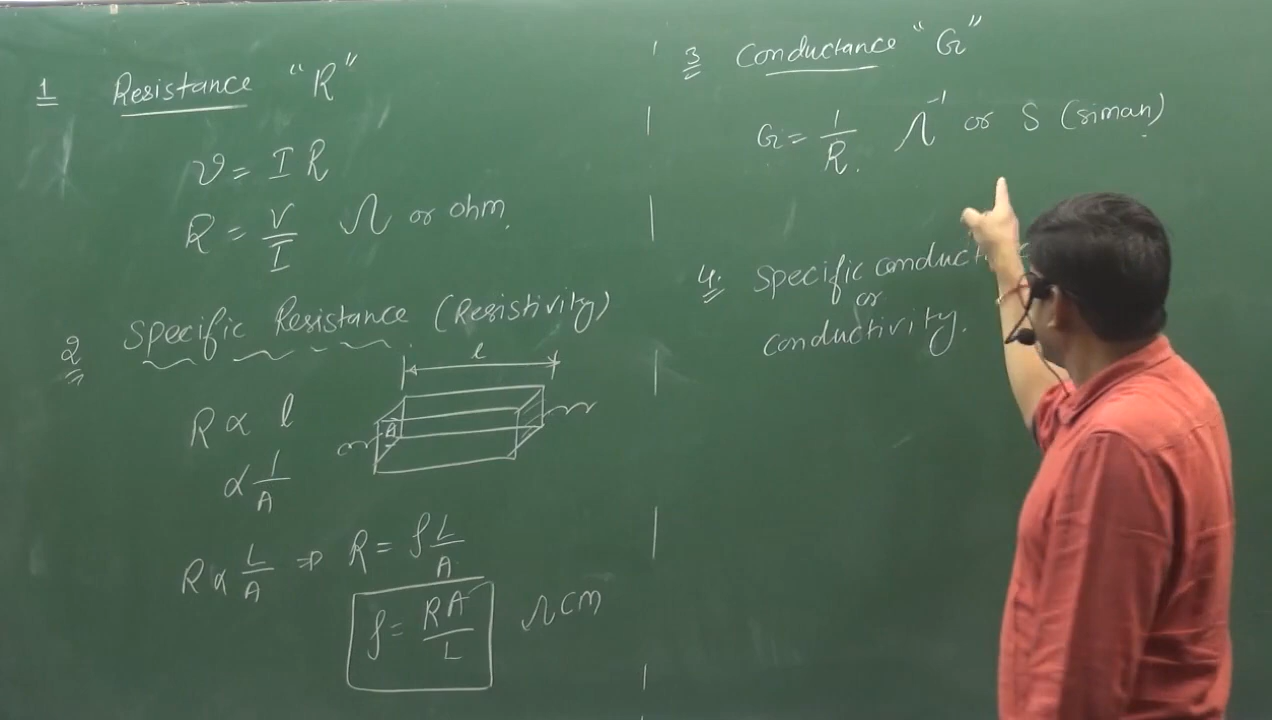 1 Resistance "R"
V = I R
R = V/I Ω or ohm.
2 Specific Resistance (Resistivity)
l
A
R ∝ l
∝ 1/A
R ∝ L/A ⇒ R = ρ L/A
ρ = RA/L Ω cm
3 Conductance "G"
G = 1/R. Ω⁻¹ or S (siman)
4. Specific conduct
or
conductivity.